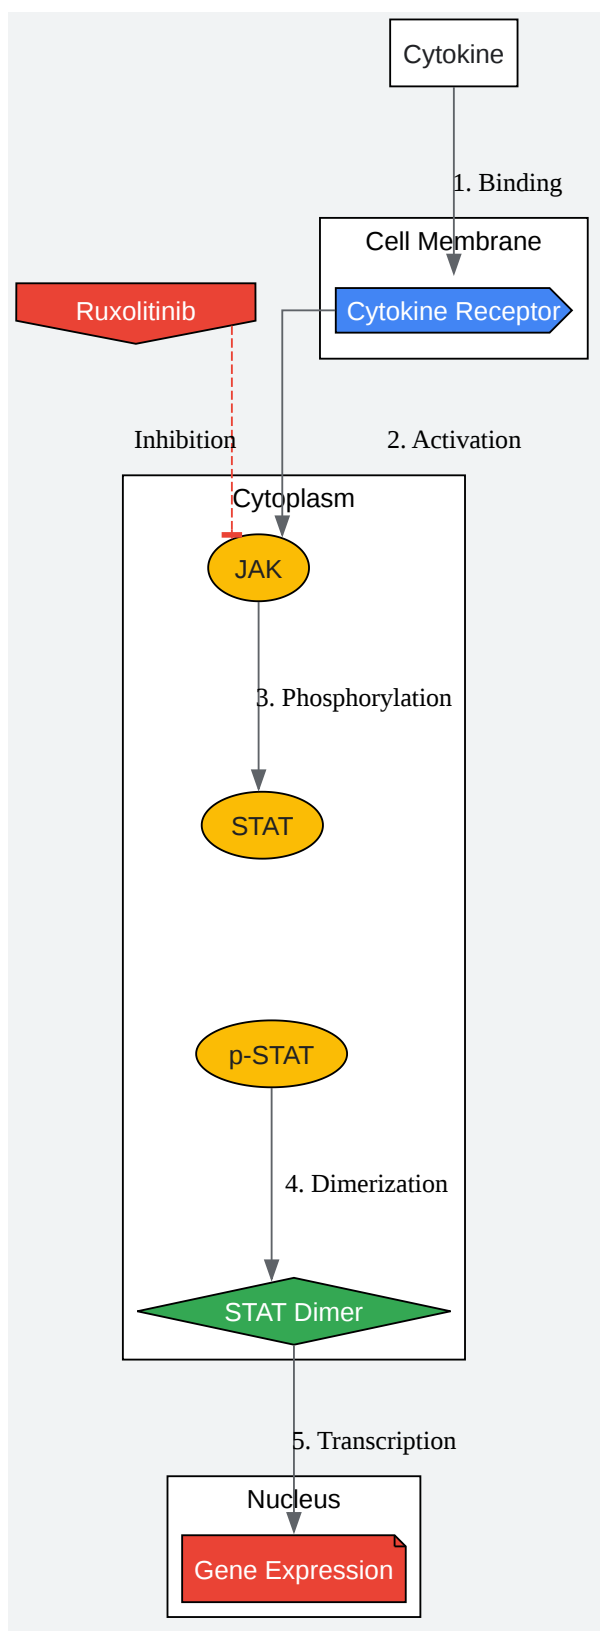 Cytokine
1. Binding
Cell Membrane
Ruxolitinib
Cytokine Receptor
Inhibition
2. Activation
Cytoplasm
JAK
3. Phosphorylation
STAT
p-STAT
4. Dimerization
STAT Dimer
5. Transcription
Nucleus
Gene Expression